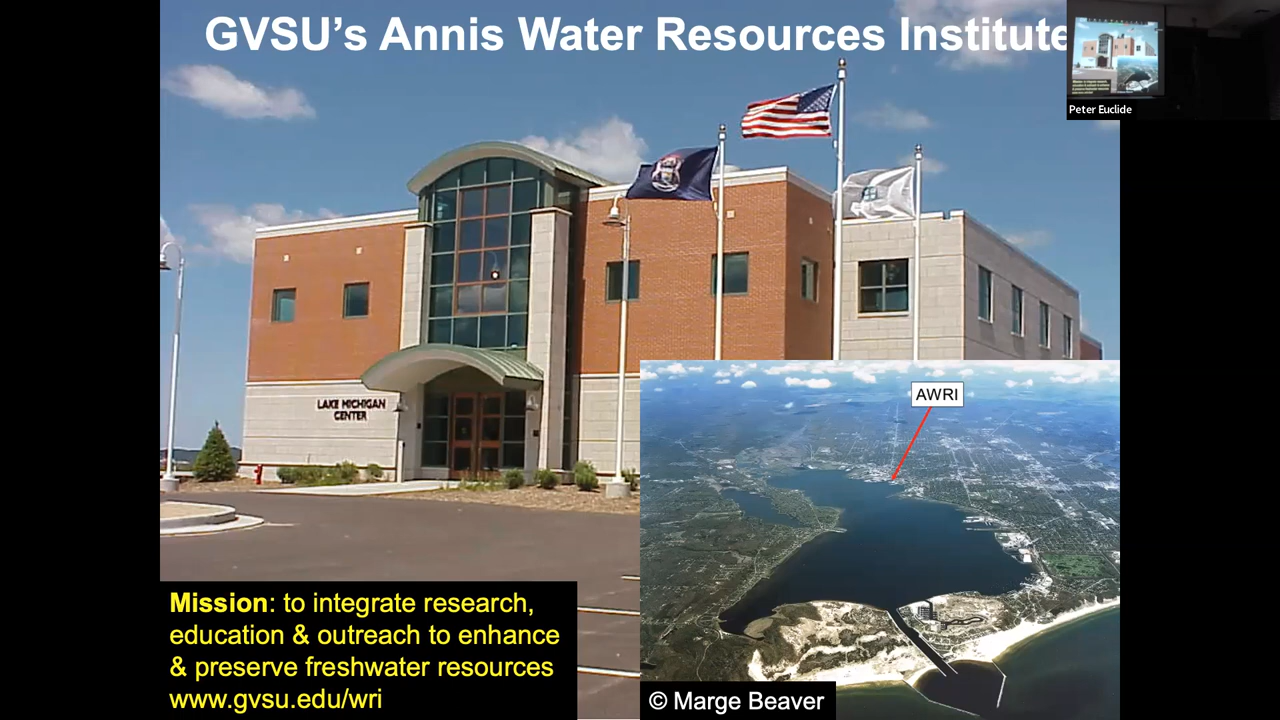 GVSU's Annis Water Resources Institute
Peter Euclide
LAKE MICHIGAN
CENTER
AWRI
Mission: to integrate research,
education & outreach to enhance
& preserve freshwater resources
www.gvsu.edu/wri
© Marge Beaver